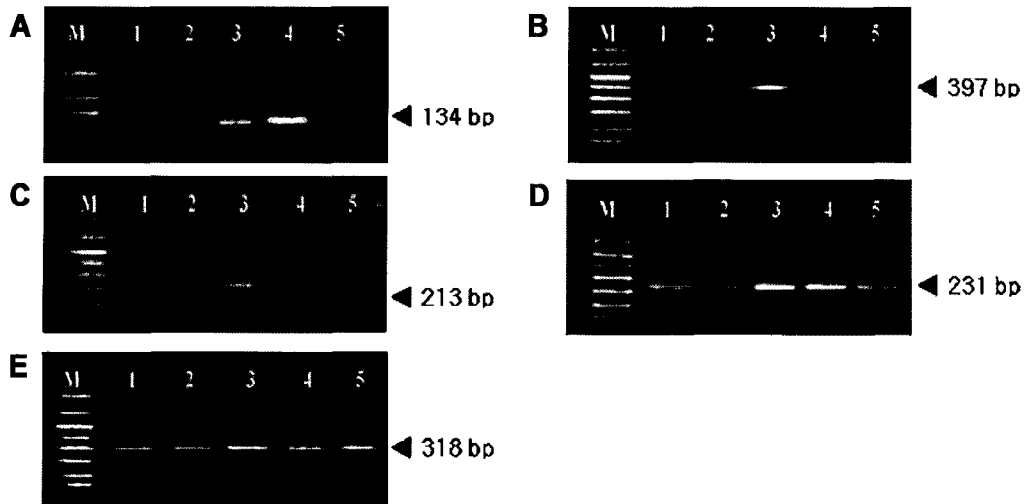 A M 1 2 3 4 5
134 bp
B M 1 2 3 4 5
397 bp
C M 1 2 3 4 5
213 bp
D M 1 2 3 4 5
231 bp
E M 1 2 3 4 5
318 bp